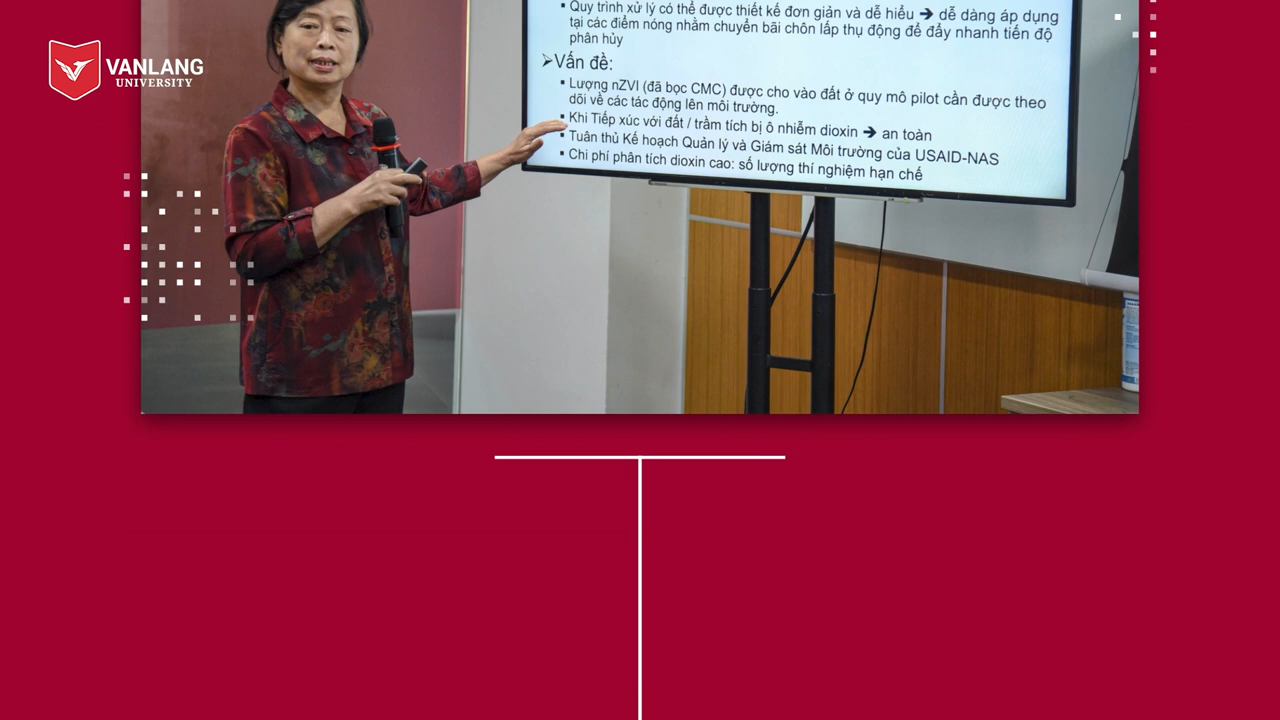 VANLANG
UNIVERSITY
▪ Quy trình xử lý có thể được thiết kế đơn giản và dễ hiểu ➔ dễ dàng áp dụng
tại các điểm nóng nhằm chuyển bãi chôn lấp thụ động để đẩy nhanh tiến độ
phân hủy
➢Vấn đề:
▪ Lượng nZVI (đã bọc CMC) được cho vào đất ở quy mô pilot cần được theo
dõi về các tác động lên môi trường.
▪ Khi Tiếp xúc với đất / trầm tích bị ô nhiễm dioxin ➔ an toàn
▪ Tuân thủ Kế hoạch Quản lý và Giám sát Môi trường của USAID-NAS
▪ Chi phí phân tích dioxin cao: số lượng thí nghiệm hạn chế